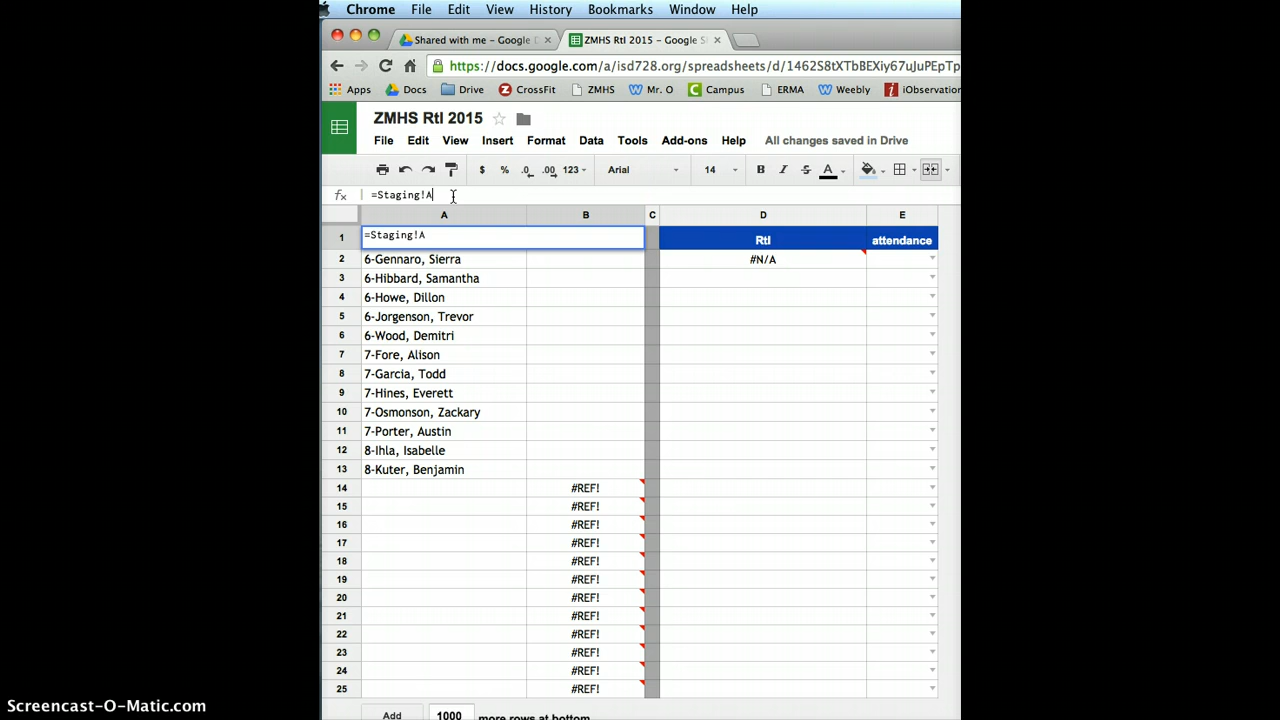 Chrome File Edit View History Bookmarks Window Help
Shared with me - Google D ZMHS RtI 2015 - Google S
https://docs.google.com/a/isd728.org/spreadsheets/d/1462S8tXTbBEXiy67uJuPEpTp
Apps Docs Drive CrossFit ZMHS Mr. O Campus ERMA Weebly iObservation
ZMHS RtI 2015
File Edit View Insert Format Data Tools Add-ons Help All changes saved in Drive
$ % .0 .00 123 Arial 14 B I S A
fx =Staging!A
A B C D E
1 =Staging!A RtI attendance
2 6-Gennaro, Sierra #N/A
3 6-Hibbard, Samantha
4 6-Howe, Dillon
5 6-Jorgenson, Trevor
6 6-Wood, Demitri
7 7-Fore, Alison
8 7-Garcia, Todd
9 7-Hines, Everett
10 7-Osmonson, Zackary
11 7-Porter, Austin
12 8-Ihla, Isabelle
13 8-Kuter, Benjamin
14 #REF!
15 #REF!
16 #REF!
17 #REF!
18 #REF!
19 #REF!
20 #REF!
21 #REF!
22 #REF!
23 #REF!
24 #REF!
25 #REF!
Add 1000 more rows at bottom
Screencast-O-Matic.com